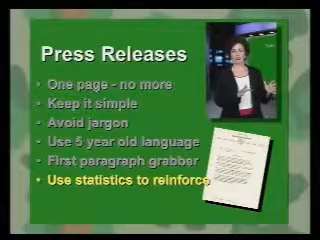 Press Releases
• One page - no more
• Keep it simple
• Avoid jargon
• Use 5 year old language
• First paragraph grabber
• Use statistics to reinforce